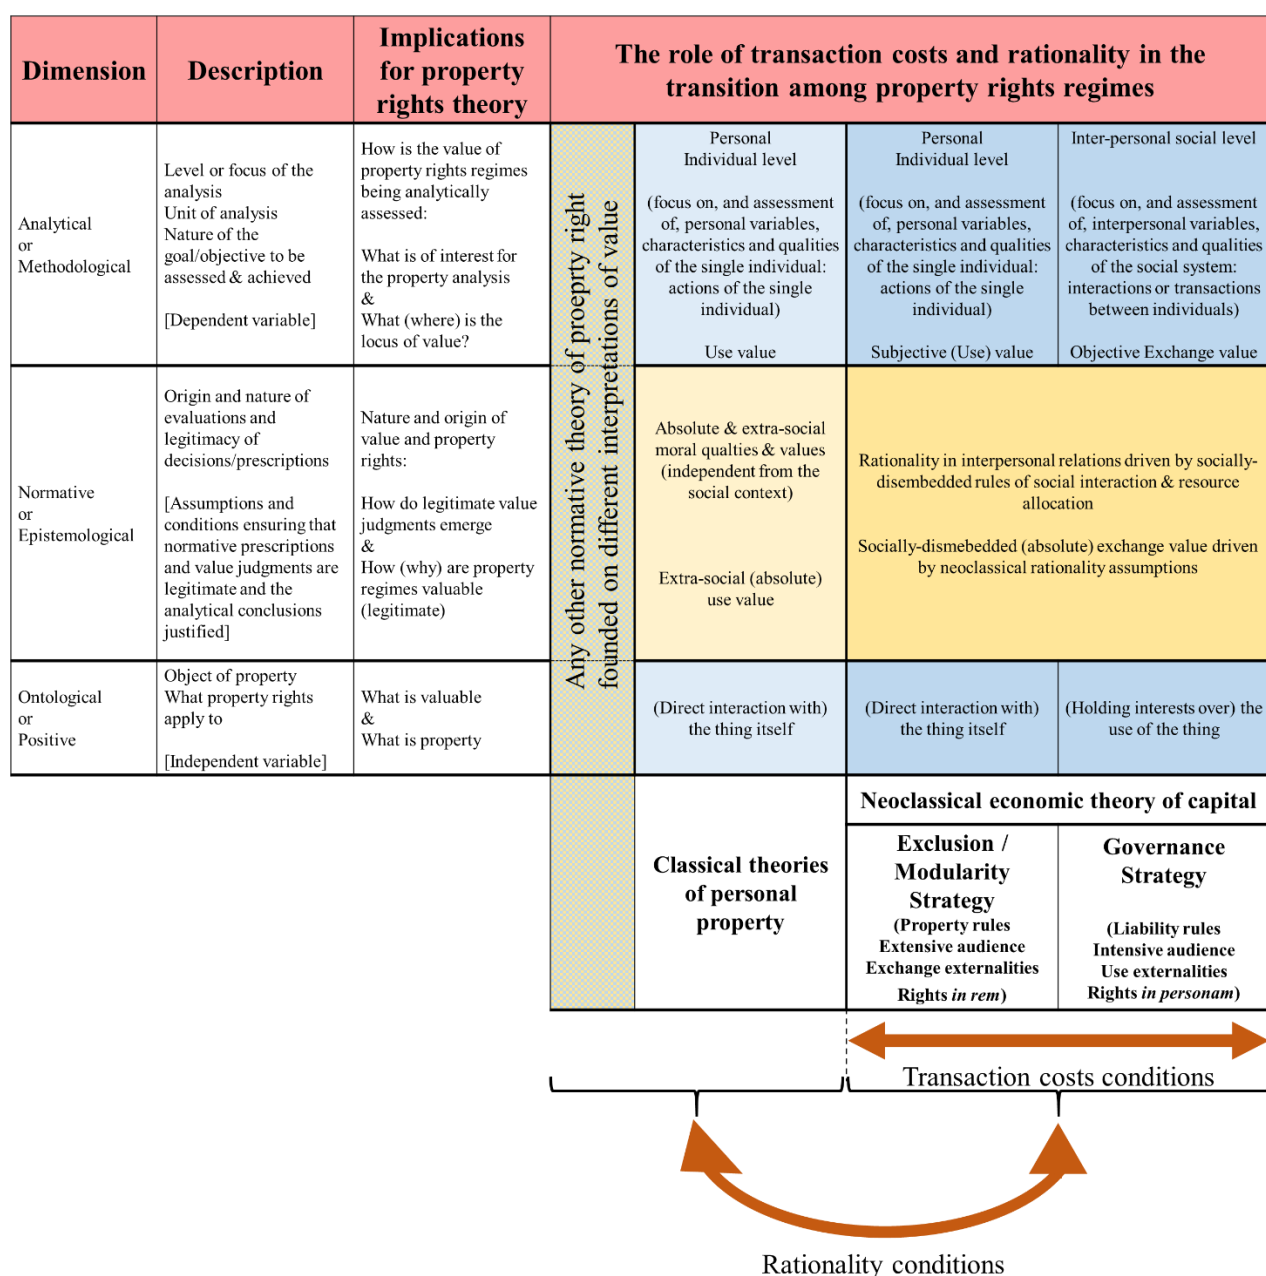 Dimension
Description
Implications
for property
rights theory
The role of transaction costs and rationality in the
transition among property rights regimes
Analytical
or
Methodological
Level or focus of the
analysis
Unit of analysis
Nature of the
goal/objective to be
assessed & achieved
[Dependent variable]
How is the value of
property rights regimes
being analytically
assessed:
What is of interest for
the property analysis
&
What (where) is the
locus of value?
Any other normative theory of proeprty right
founded on different interpretations of value
Personal
Individual level
(focus on, and assessment
of, personal variables,
characteristics and qualities
of the single individual:
actions of the single
individual)
Use value
Personal
Individual level
(focus on, and assessment
of, personal variables,
characteristics and qualities
of the single individual:
actions of the single
individual)
Subjective (Use) value
Inter-personal social level
(focus on, and assessment
of, interpersonal variables,
characteristics and qualities
of the social system:
interactions or transactions
between individuals)
Objective Exchange value
Normative
or
Epistemological
Origin and nature of
evaluations and
legitimacy of
decisions/prescriptions
[Assumptions and
conditions ensuring that
normative prescriptions
and value judgments are
legitimate and the
analytical conclusions
justified]
Nature and origin of
value and property
rights:
How do legitimate value
judgments emerge
&
How (why) are property
regimes valuable
(legitimate)
Absolute & extra-social
moral qualties & values
(independent from the
social context)
Extra-social (absolute)
use value
Rationality in interpersonal relations driven by socially-
disembedded rules of social interaction & resource
allocation
Socially-dismebedded (absolute) exchange value driven
by neoclassical rationality assumptions
Ontological
or
Positive
Object of property
What property rights
apply to
[Independent variable]
What is valuable
&
What is property
(Direct interaction with)
the thing itself
(Direct interaction with)
the thing itself
(Holding interests over) the
use of the thing
Classical theories
of personal
property
Neoclassical economic theory of capital
Exclusion /
Modularity
Strategy
(Property rules
Extensive audience
Exchange externalities
Rights in rem)
Governance
Strategy
(Liability rules
Intensive audience
Use externalities
Rights in personam)
Transaction costs conditions
Rationality conditions